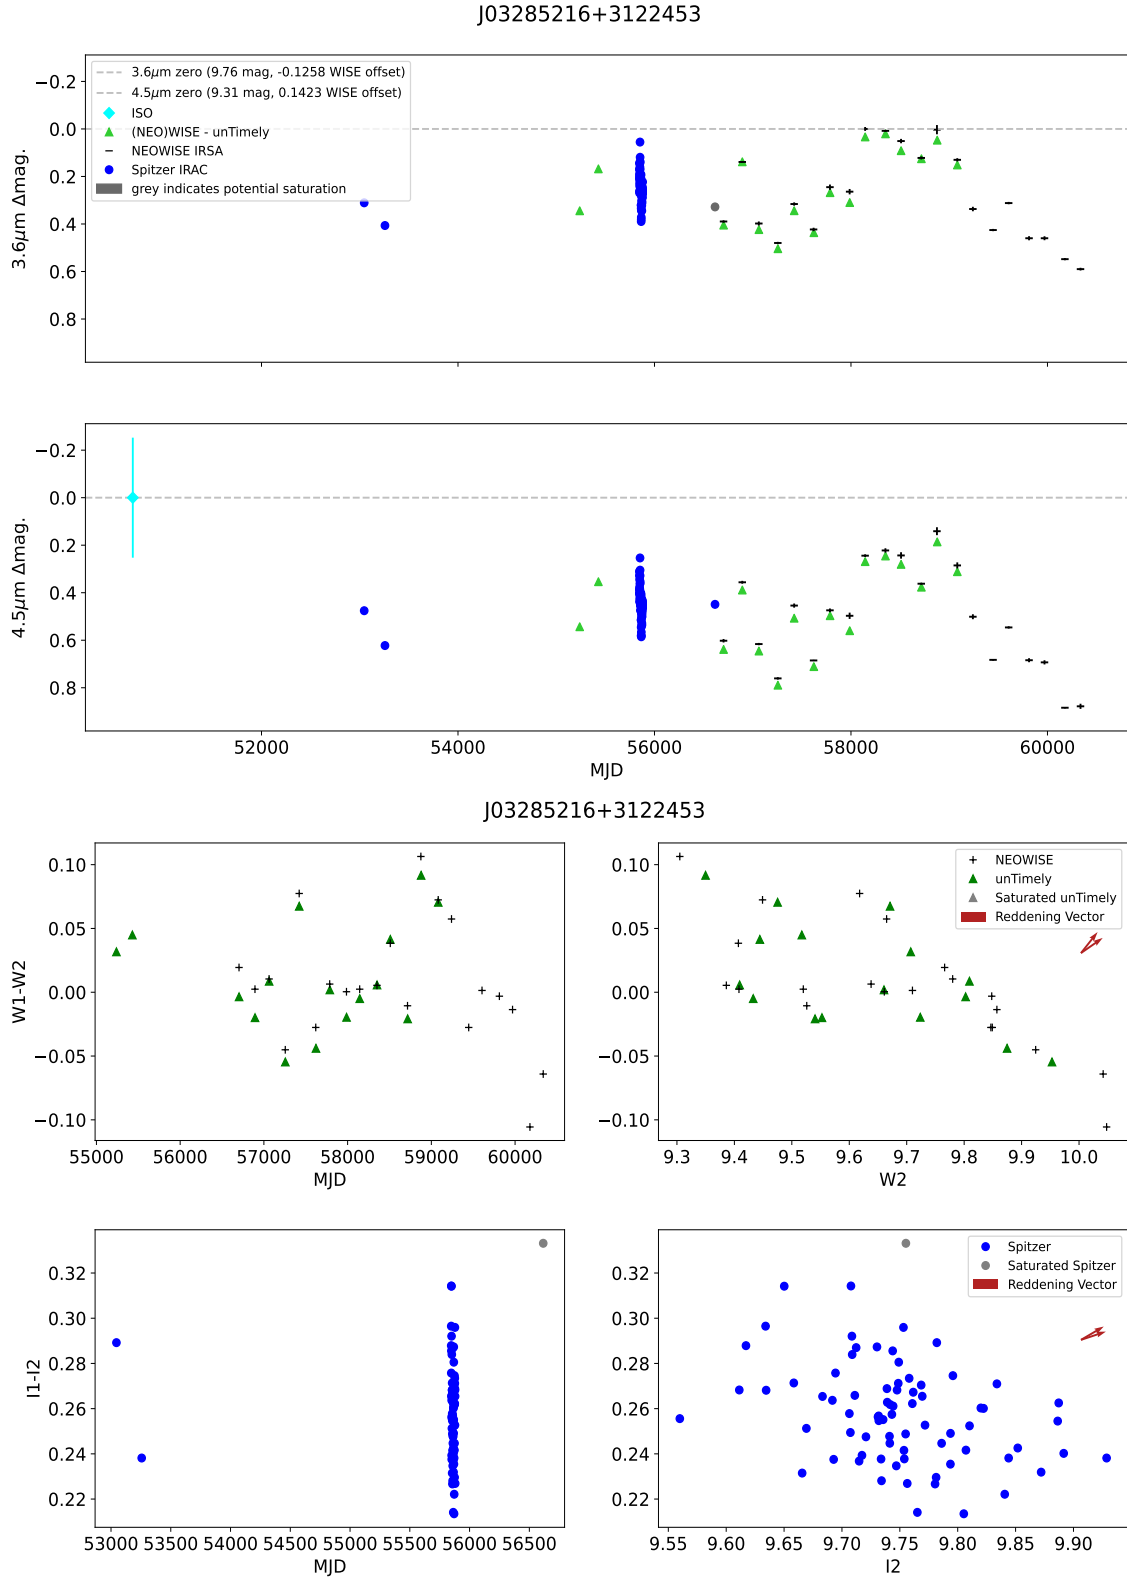 J03285216+3122453
3.6μm zero (9.76 mag, -0.1258 WISE offset)
4.5μm zero (9.31 mag, 0.1423 WISE offset)
ISO
(NEO)WISE - unTimely
NEOWISE IRSA
Spitzer IRAC
grey indicates potential saturation
3.6μm Δmag.
−0.2
0.0
0.2
0.4
0.6
0.8
4.5μm Δmag.
−0.2
0.0
0.2
0.4
0.6
0.8
52000 54000 56000 58000 60000
MJD
J03285216+3122453
W1-W2
0.10
0.05
0.00
−0.05
−0.10
55000 56000 57000 58000 59000 60000
MJD
NEOWISE
unTimely
Saturated unTimely
Reddening Vector
0.10
0.05
0.00
−0.05
−0.10
9.3 9.4 9.5 9.6 9.7 9.8 9.9 10.0
W2
I1-I2
0.32
0.30
0.28
0.26
0.24
0.22
53000 53500 54000 54500 55000 55500 56000 56500
MJD
Spitzer
Saturated Spitzer
Reddening Vector
0.32
0.30
0.28
0.26
0.24
0.22
9.55 9.60 9.65 9.70 9.75 9.80 9.85 9.90
I2